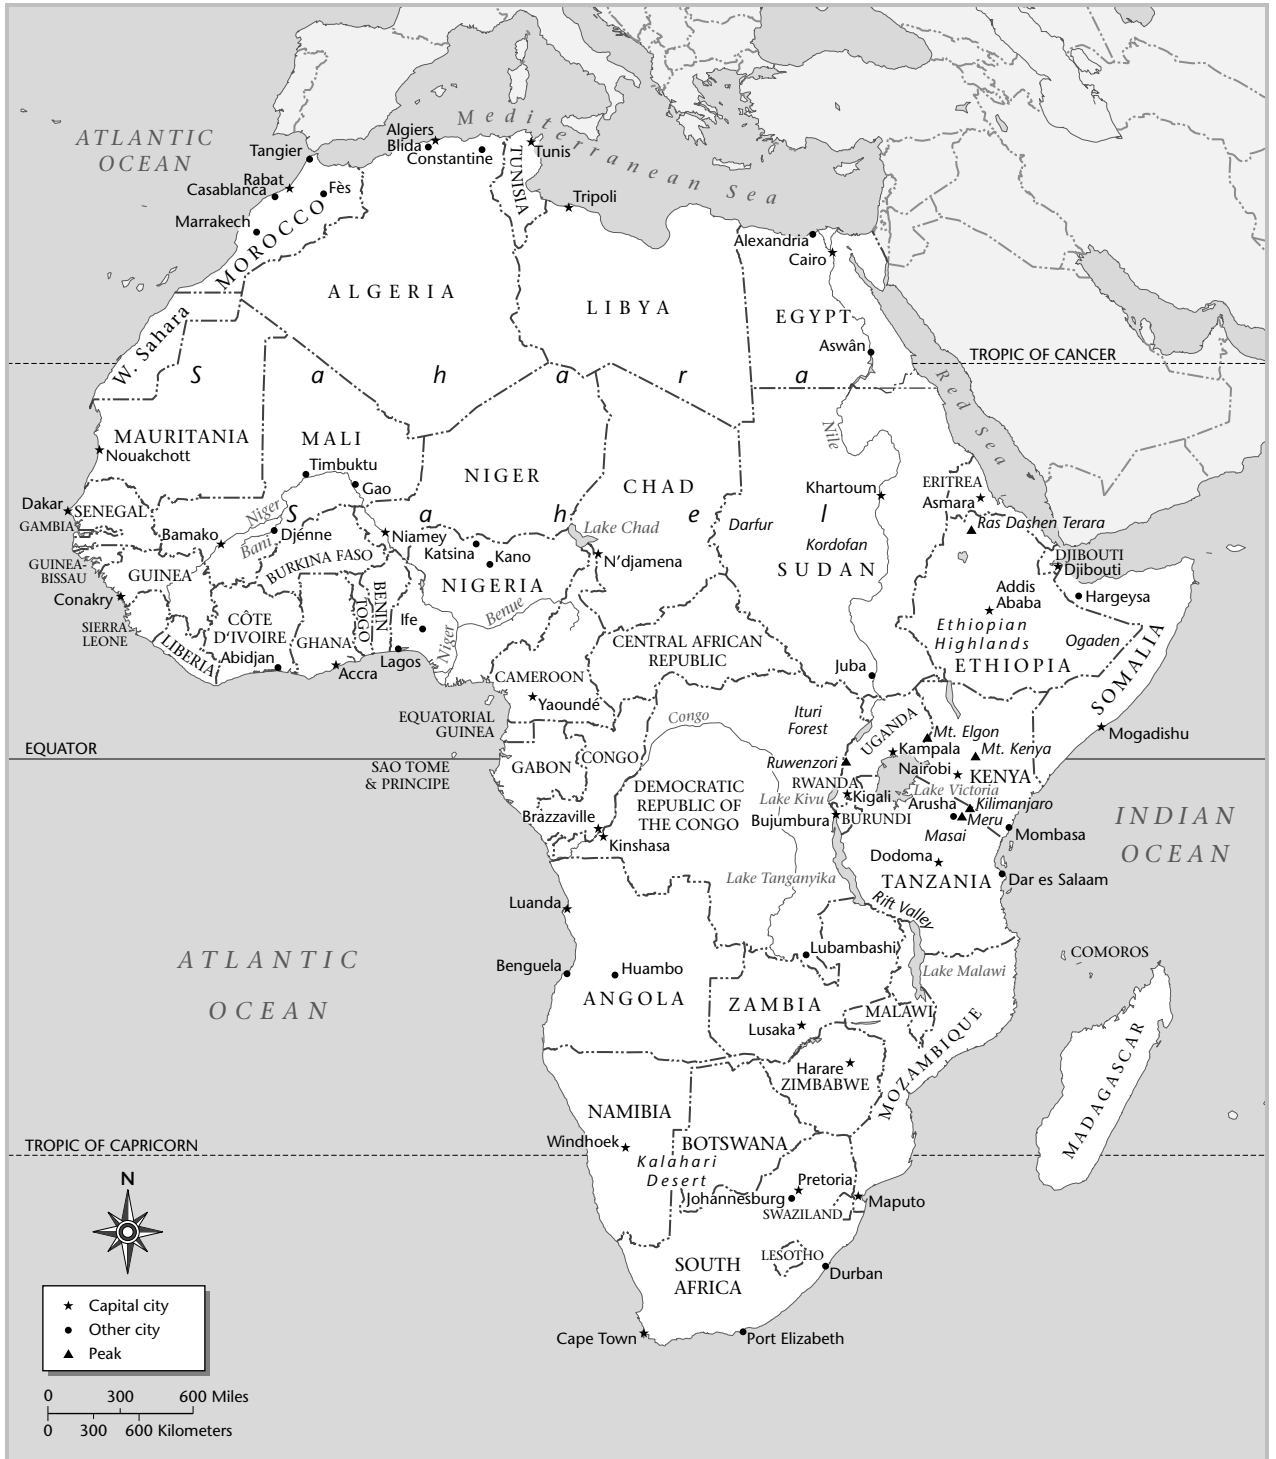 Mediterranean Sea
ATLANTIC
OCEAN
Algiers
Blida
Constantine
Tunis
TUNISIA
Tangier
Rabat
Casablanca
Fès
Marrakech
MOROCCO
Tripoli
Alexandria
Cairo
ALGERIA
LIBYA
EGYPT
W. Sahara
Aswân
TROPIC OF CANCER
S a h a r a
Red Sea
Nile
MAURITANIA
Nouakchott
MALI
Timbuktu
Gao
NIGER
CHAD
Khartoum
ERITREA
Asmara
Dakar
SENEGAL
GAMBIA
Niger
S a h e l
Lake Chad
Darfur
Ras Dashen Terara
Bamako
Bani
Djénne
Niamey
Katsina
Kano
N'djamena
Kordofan
SUDAN
DJIBOUTI
Djibouti
GUINEA-
BISSAU
GUINEA
BURKINA FASO
NIGERIA
Addis
Ababa
Hargeysa
Conakry
SIERRA
LEONE
LIBERIA
CÔTE
D'IVOIRE
Abidjan
GHANA
TOGO
BENIN
Ife
Niger
Benue
Ethiopian
Highlands
Ogaden
ETHIOPIA
SOMALIA
CENTRAL AFRICAN
REPUBLIC
Accra
Lagos
CAMEROON
Yaoundé
Juba
EQUATORIAL
GUINEA
Congo
Ituri
Forest
UGANDA
Mt. Elgon
Mogadishu
EQUATOR
SAO TOME
& PRINCIPE
GABON
CONGO
Ruwenzori
Kampala
Mt. Kenya
Nairobi
KENYA
DEMOCRATIC
REPUBLIC OF
THE CONGO
RWANDA
Lake Kivu
Kigali
Lake Victoria
Arusha
Kilimanjaro
Brazzaville
Bujumbura
BURUNDI
Meru
Masai
Mombasa
INDIAN
OCEAN
Kinshasa
Dodoma
TANZANIA
Dar es Salaam
Lake Tanganyika
Luanda
Rift Valley
ATLANTIC
OCEAN
Lubambashi
COMOROS
Benguela
Huambo
ANGOLA
Lake Malawi
ZAMBIA
Lusaka
MALAWI
MOZAMBIQUE
MADAGASCAR
Harare
ZIMBABWE
NAMIBIA
TROPIC OF CAPRICORN
Windhoek
BOTSWANA
Kalahari
Desert
Pretoria
Johannesburg
SWAZILAND
Maputo
LESOTHO
SOUTH
AFRICA
Durban
Cape Town
Port Elizabeth
N
Capital city
Other city
Peak
0 300 600 Miles
0 300 600 Kilometers